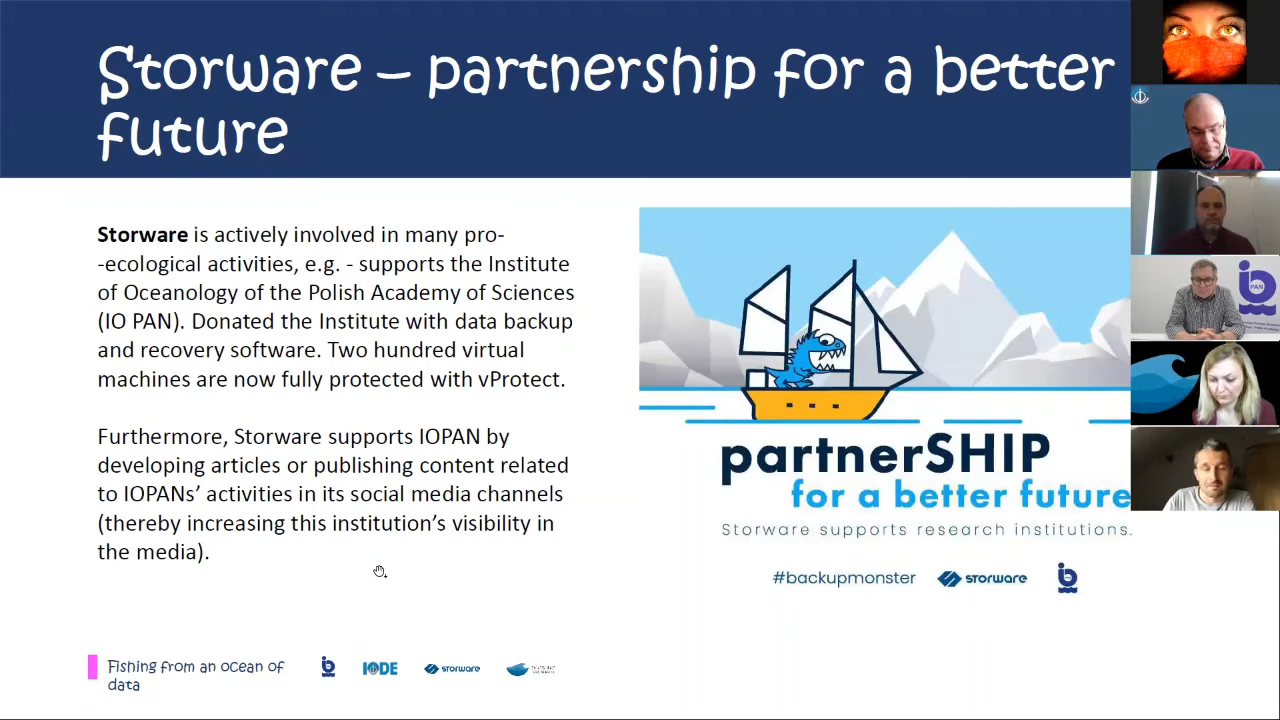 Storware – partnership for a better
future
Storware is actively involved in many pro-
-ecological activities, e.g. - supports the Institute
of Oceanology of the Polish Academy of Sciences
(IO PAN). Donated the Institute with data backup
and recovery software. Two hundred virtual
machines are now fully protected with vProtect.
Furthermore, Storware supports IOPAN by
developing articles or publishing content related
to IOPANs’ activities in its social media channels
(thereby increasing this institution’s visibility in
the media).
partnerSHIP
for a better future
Storware supports research institutions.
#backupmonster
storware
PAN
Fishing from an ocean of
data
IODE
storware